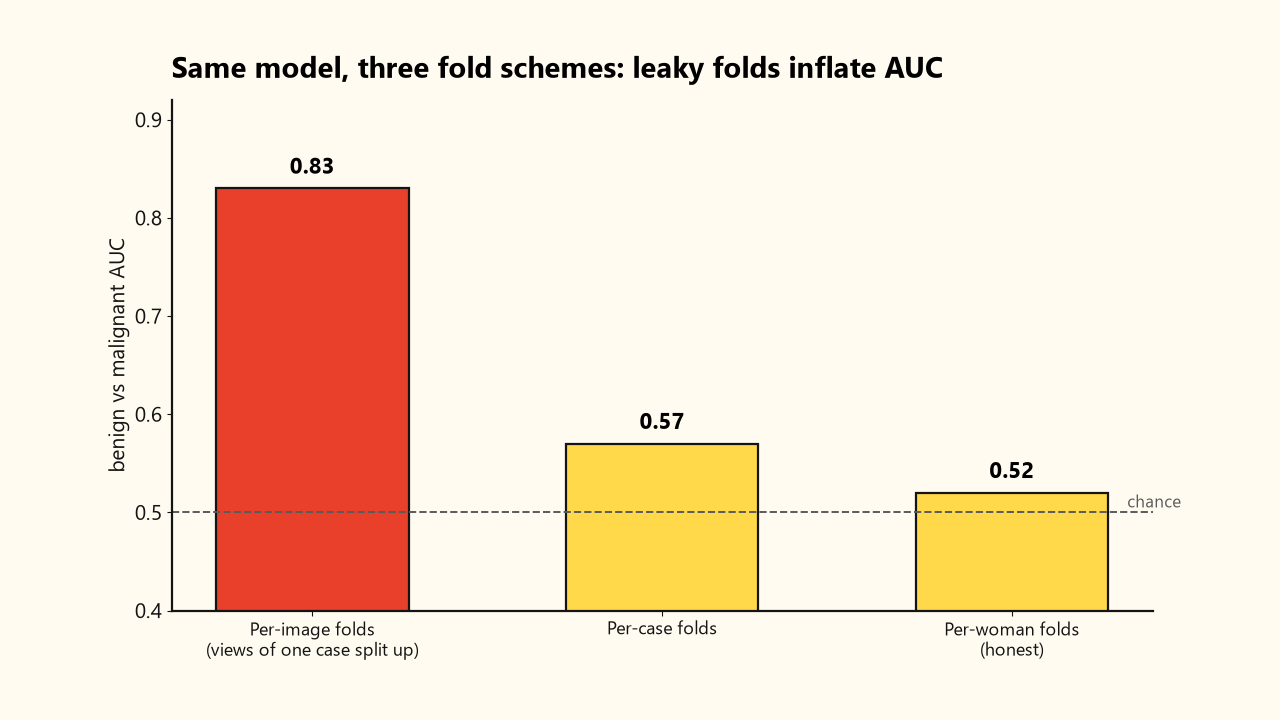 Same model, three fold schemes: leaky folds inflate AUC
benign vs malignant AUC
0.9
0.8
0.7
0.6
0.5
0.4
0.83
0.57
0.52
chance
Per-image folds
(views of one case split up)
Per-case folds
Per-woman folds
(honest)